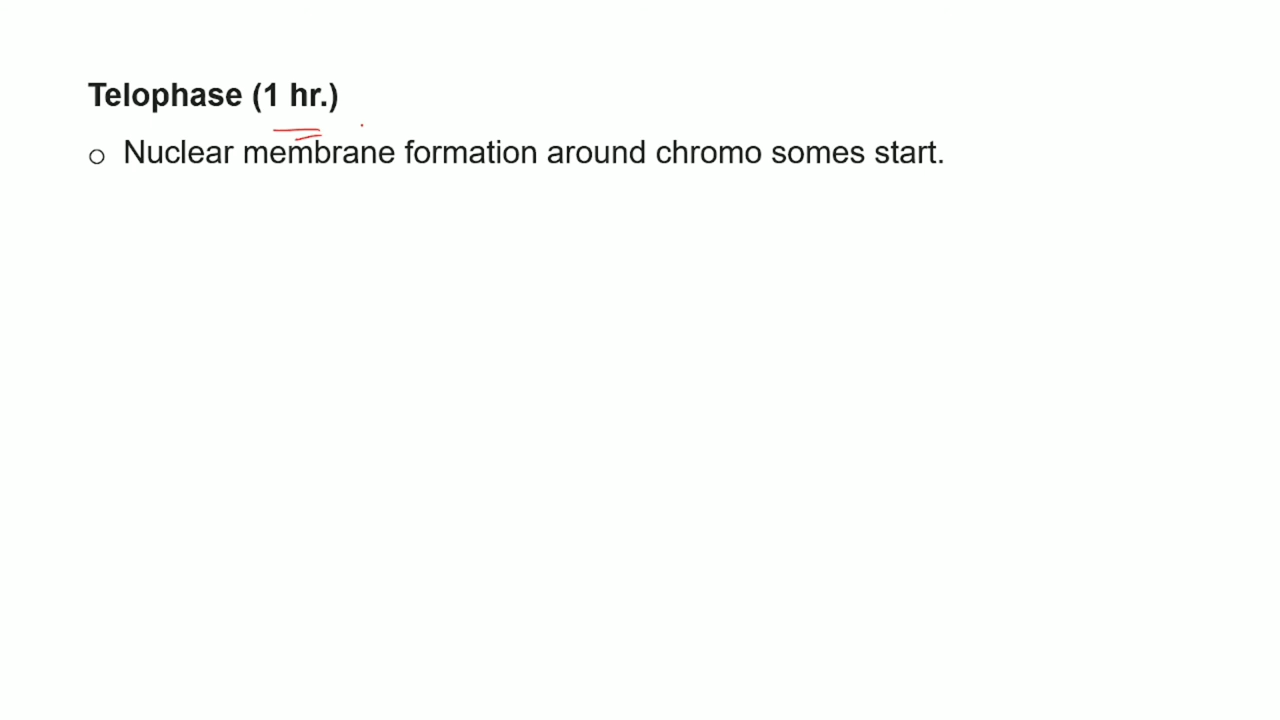 Telophase (1 hr.)
o Nuclear membrane formation around chromo somes start.